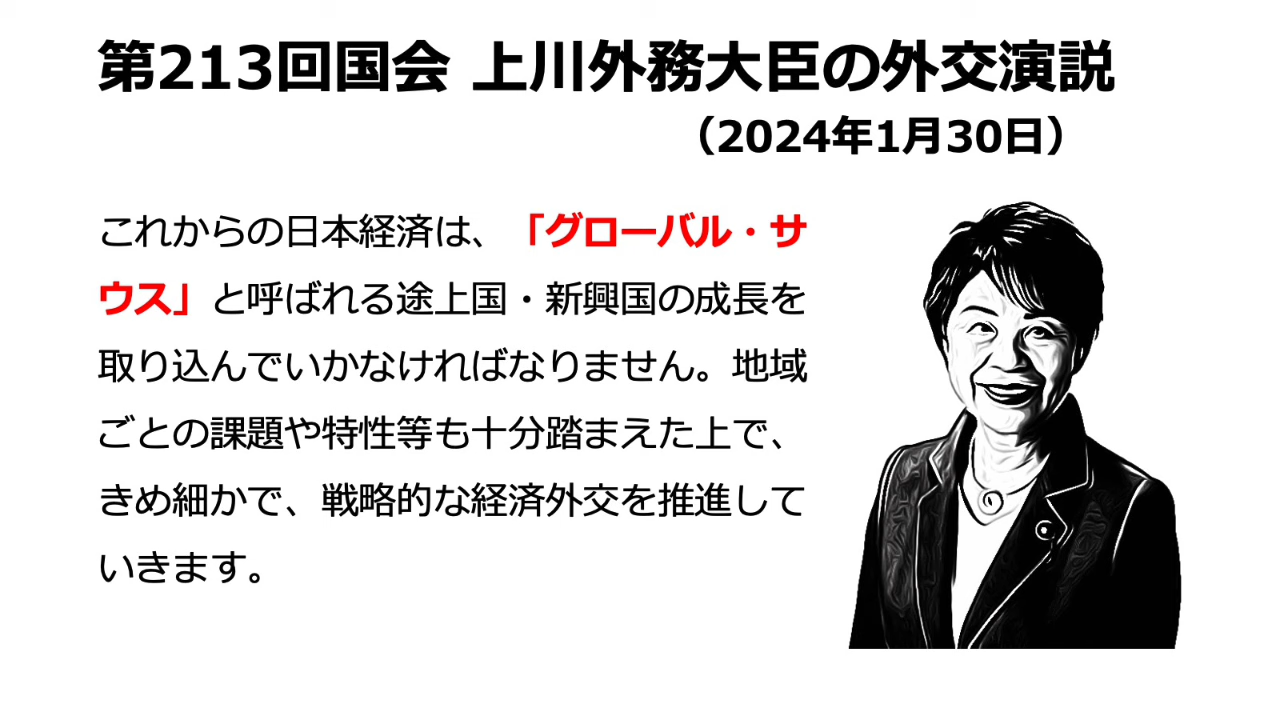 第213回国会 上川外務大臣の外交演説
（2024年1月30日）
これからの日本経済は、「グローバル・サ
ウス」と呼ばれる途上国・新興国の成長を
取り込んでいかなければなりません。地域
ごとの課題や特性等も十分踏まえた上で、
きめ細かで、戦略的な経済外交を推進して
いきます。